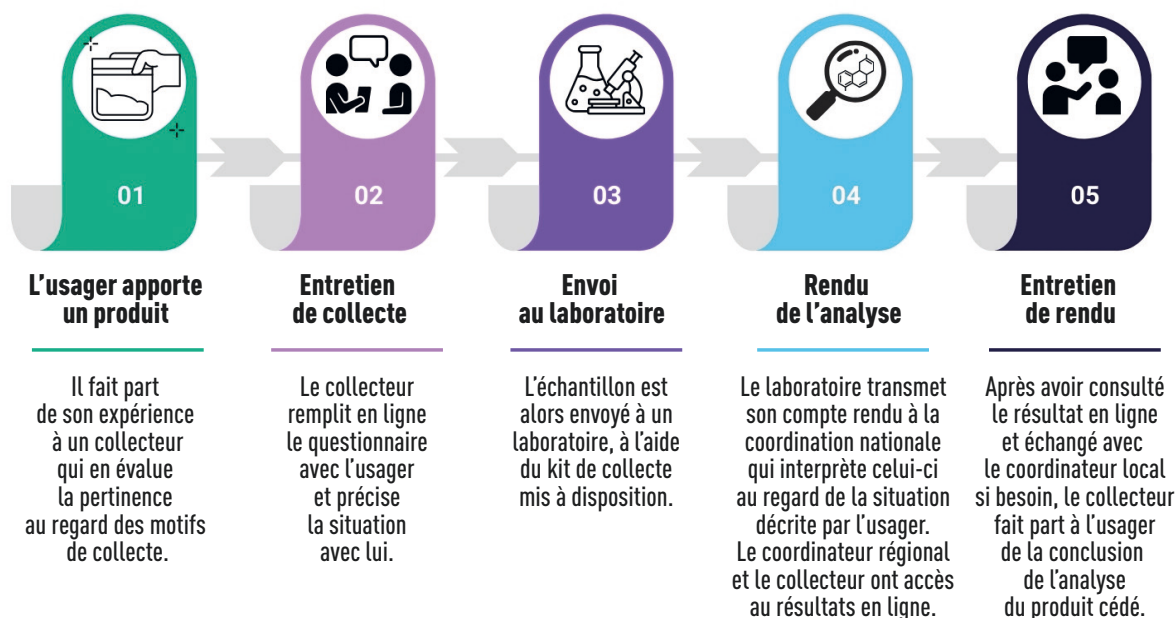 01
L'usager apporte
un produit
Il fait part
de son expérience
à un collecteur
qui en évalue
la pertinence
au regard des motifs
de collecte.
02
Entretien
de collecte
Le collecteur
remplit en ligne
le questionnaire
avec l'usager
et précise
la situation
avec lui.
03
Envoi
au laboratoire
L'échantillon est
alors envoyé à un
laboratoire, à l'aide
du kit de collecte
mis à disposition.
04
Rendu
de l'analyse
Le laboratoire transmet
son compte rendu à la
coordination nationale
qui interprète celui-ci
au regard de la situation
décrite par l'usager.
Le coordinateur régional
et le collecteur ont accès
au résultats en ligne.
05
Entretien
de rendu
Après avoir consulté
le résultat en ligne
et échangé avec
le coordinateur local
si besoin, le collecteur
fait part à l'usager
de la conclusion
de l'analyse
du produit cédé.